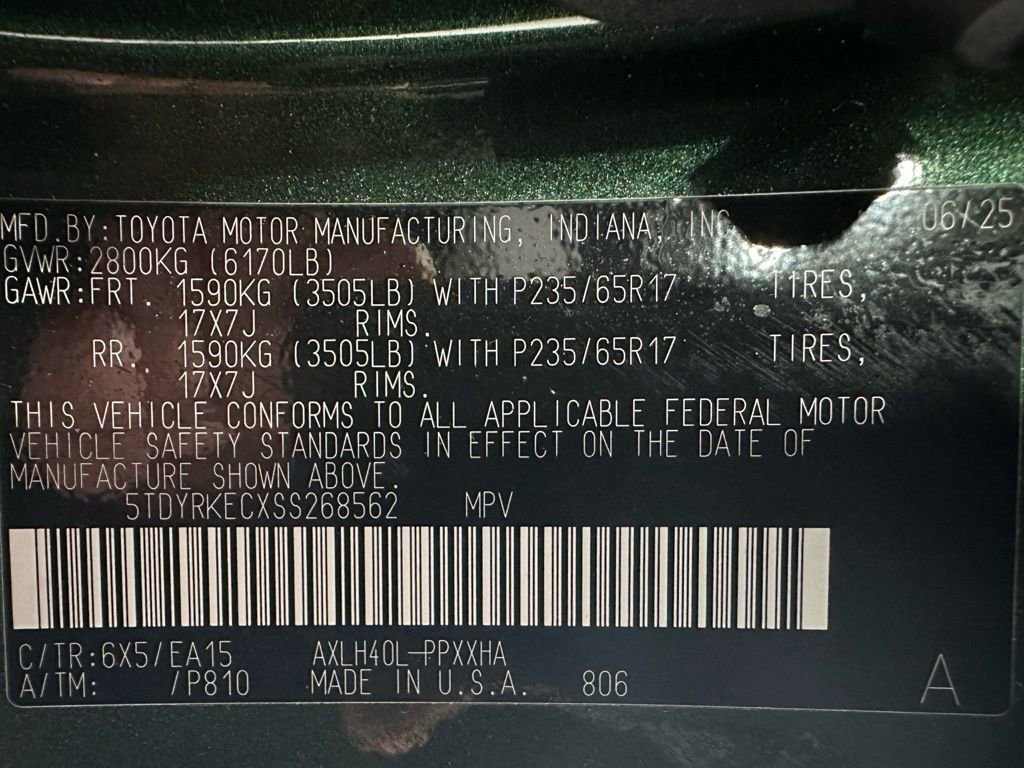 MFD.BY:TOYOTA MOTOR MANUFACTURING, INDIANA, INC. 06/25
GVWR:2800KG (6170LB)
GAWR:FRT. 1590KG (3505LB) WITH P235/65R17 TIRES,
17X7J RIMS.
RR. 1590KG (3505LB) WITH P235/65R17 TIRES,
17X7J RIMS.
THIS VEHICLE CONFORMS TO ALL APPLICABLE FEDERAL MOTOR
VEHICLE SAFETY STANDARDS IN EFFECT ON THE DATE OF
MANUFACTURE SHOWN ABOVE.
5TDYRKECXSS268562 MPV
C/TR:6X5/EA15 AXLH40L-PPXXHA
A/TM: /P810 MADE IN U.S.A. 806 A